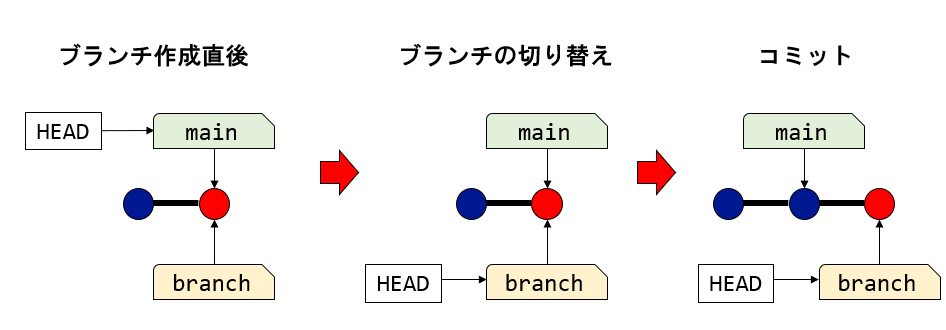 ブランチ作成直後
ブランチの切り替え
コミット
HEAD
main
branch
main
HEAD
branch
main
HEAD
branch